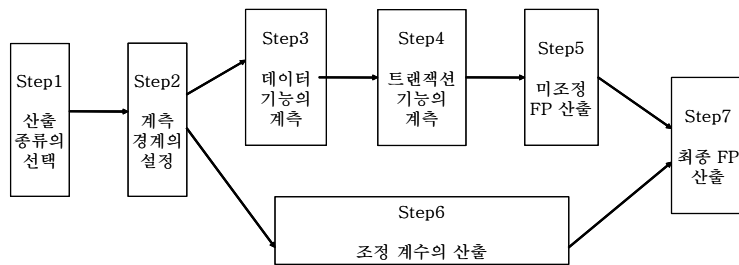 Step1
산출
종류의
선택
Step2
계측
경계의
설정
Step3
데이터
기능의
계측
Step4
트랜잭션
기능의
계측
Step5
미조정
FP 산출
Step6
조정 계수의 산출
Step7
최종 FP
산출